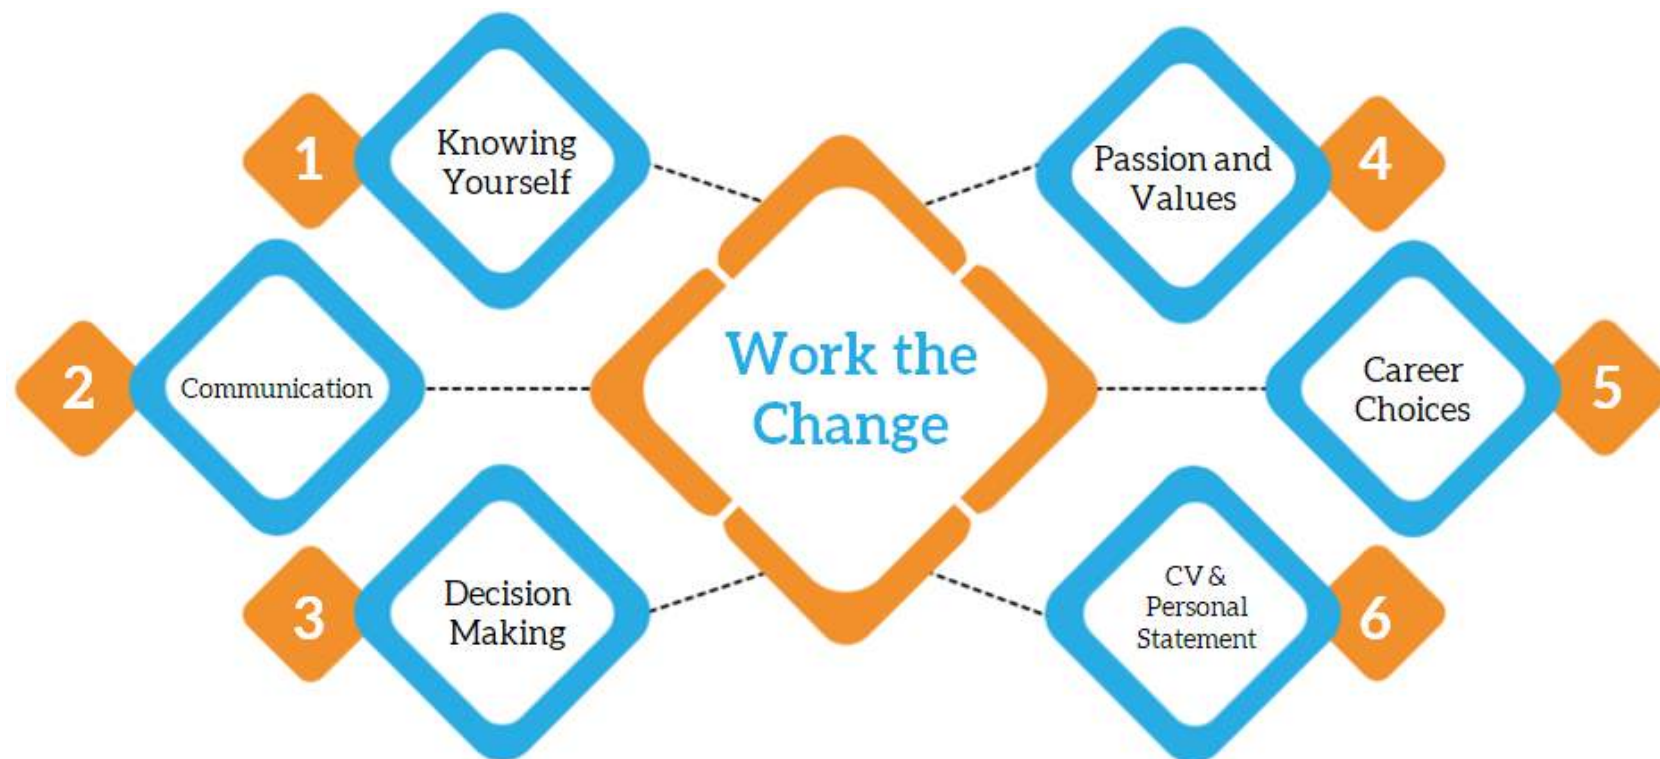 1
Knowing
Yourself
2
Communication
3
Decision
Making
Work the
Change
4
Passion and
Values
5
Career
Choices
6
CV &
Personal
Statement